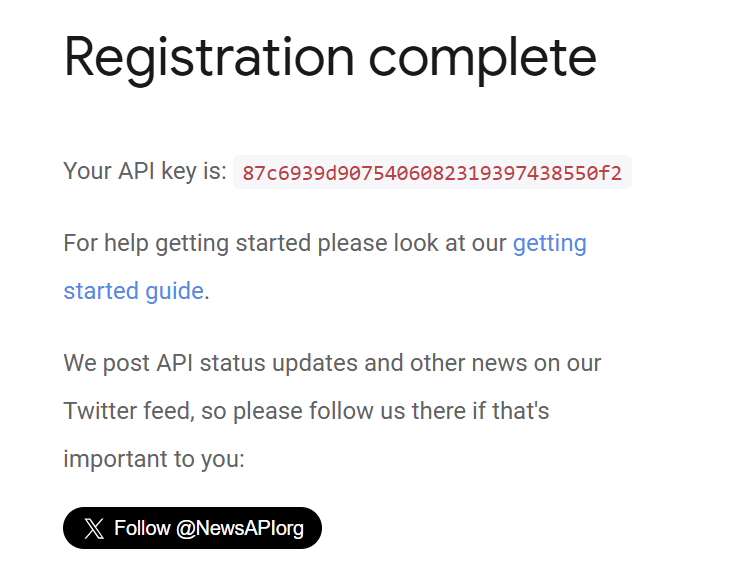 Registration complete
Your API key is: 87c6939d9075406082319397438550f2
For help getting started please look at our getting
started guide.
We post API status updates and other news on our
Twitter feed, so please follow us there if that's
important to you:
Follow @NewsAPIorg